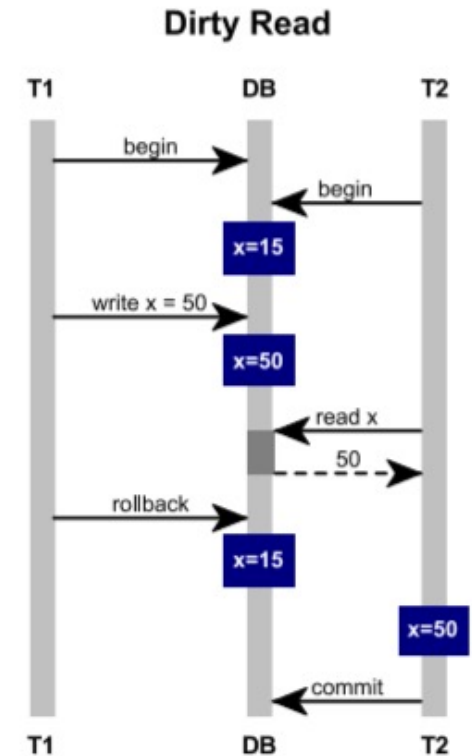 Dirty Read
T1 DB T2
begin
begin
x=15
write x = 50
x=50
read x
50
rollback
x=15
x=50
commit
T1 DB T2